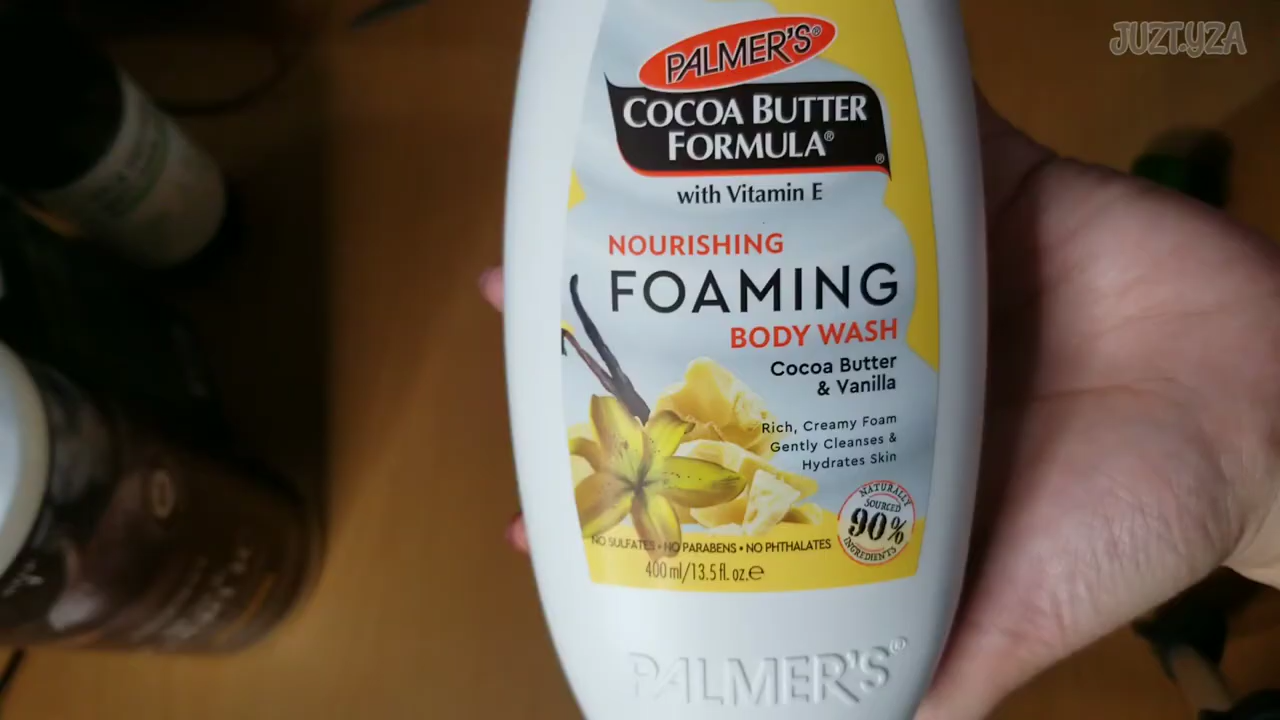 JUZT.YZA
PALMER'S®
COCOA BUTTER
FORMULA®
®
with Vitamin E
NOURISHING
FOAMING
BODY WASH
Cocoa Butter
& Vanilla
Rich, Creamy Foam
Gently Cleanses &
Hydrates Skin
NATURALLY
SOURCED
90%
INGREDIENTS
NO SULFATES • NO PARABENS • NO PHTHALATES
400 ml/13.5 fl. oz.℮
PALMER'S®